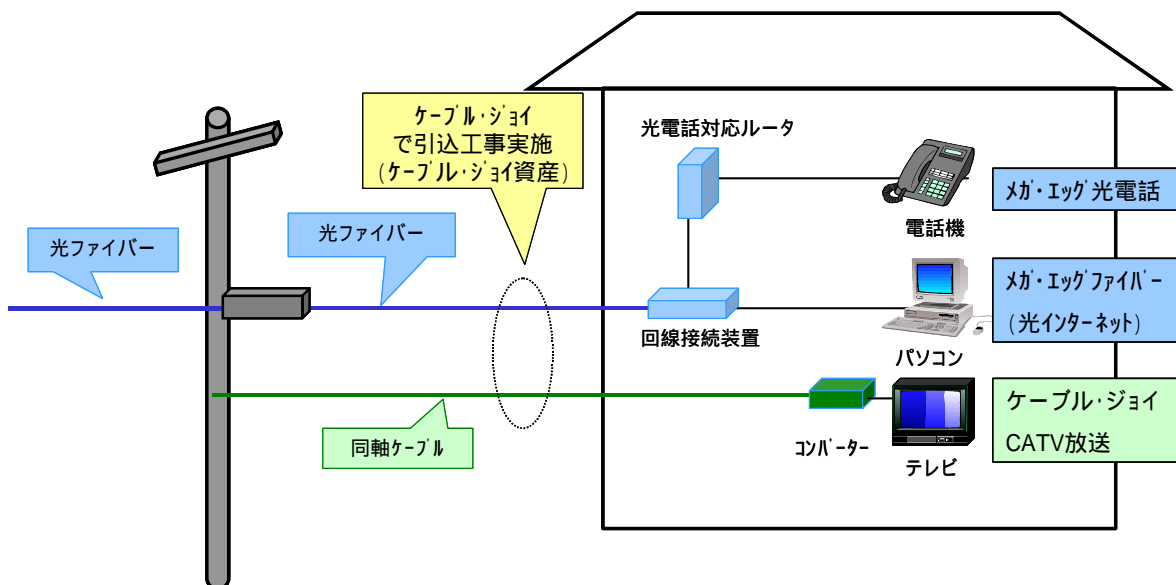 ｹｰﾌﾞﾙ･ｼﾞｮｲ
で引込工事実施
(ｹｰﾌﾞﾙ･ｼﾞｮｲ資産)
光電話対応ルータ
電話機
ﾒｶﾞ･ｴｯｸﾞ光電話
光ファイバー
光ファイバー
回線接続装置
パソコン
ﾒｶﾞ･ｴｯｸﾞファイバー
(光インターネット)
同軸ｹｰﾌﾞﾙ
ｺﾝﾊﾞｰﾀｰ
テレビ
ケーブル･ジョイ
CATV放送